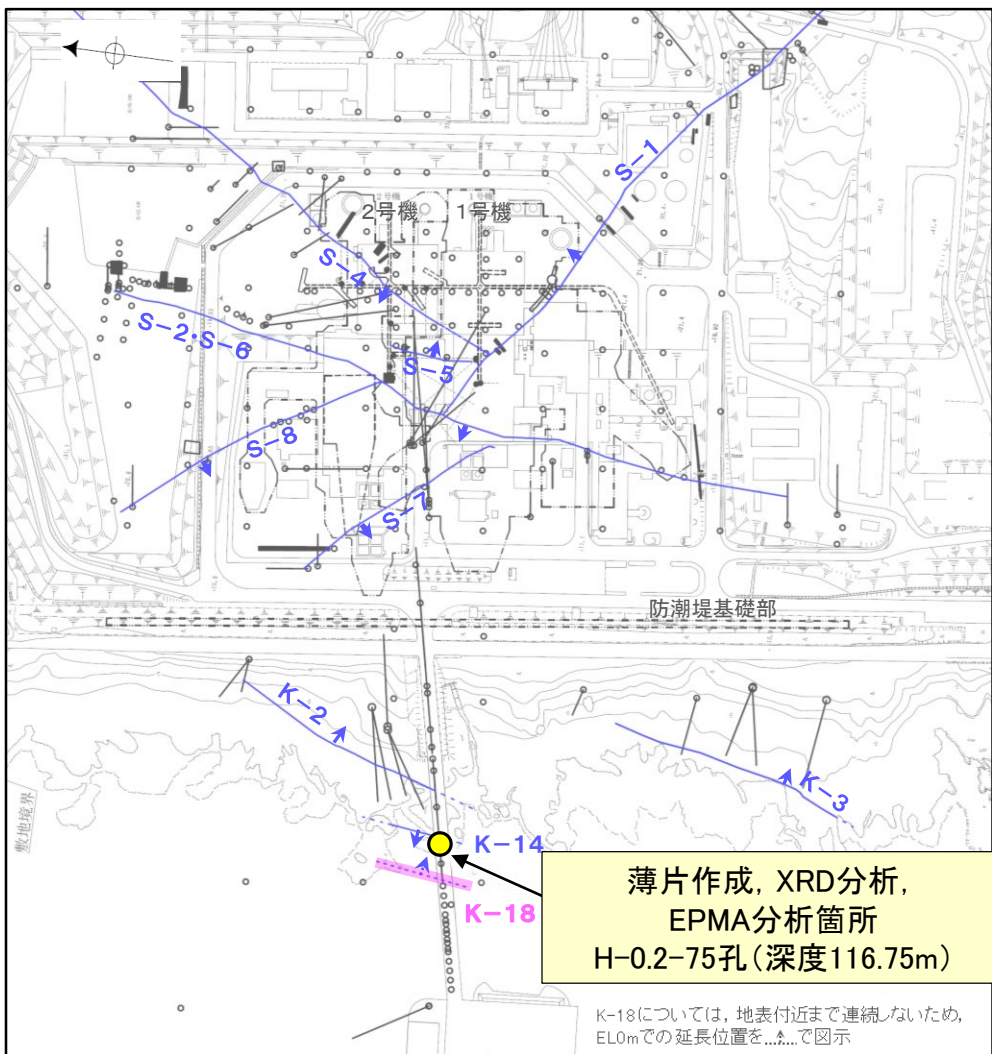 S-1
2号機
1号機
S-4
S-2・S-6
S-5
S-8
S-7
防潮堤基礎部
K-2
K-3
敷地境界
K-14
K-18
薄片作成, XRD分析,
EPMA分析箇所
H-0.2-75孔(深度116.75m)
K-18については, 地表付近まで連続しないため,
EL0mでの延長位置を で図示